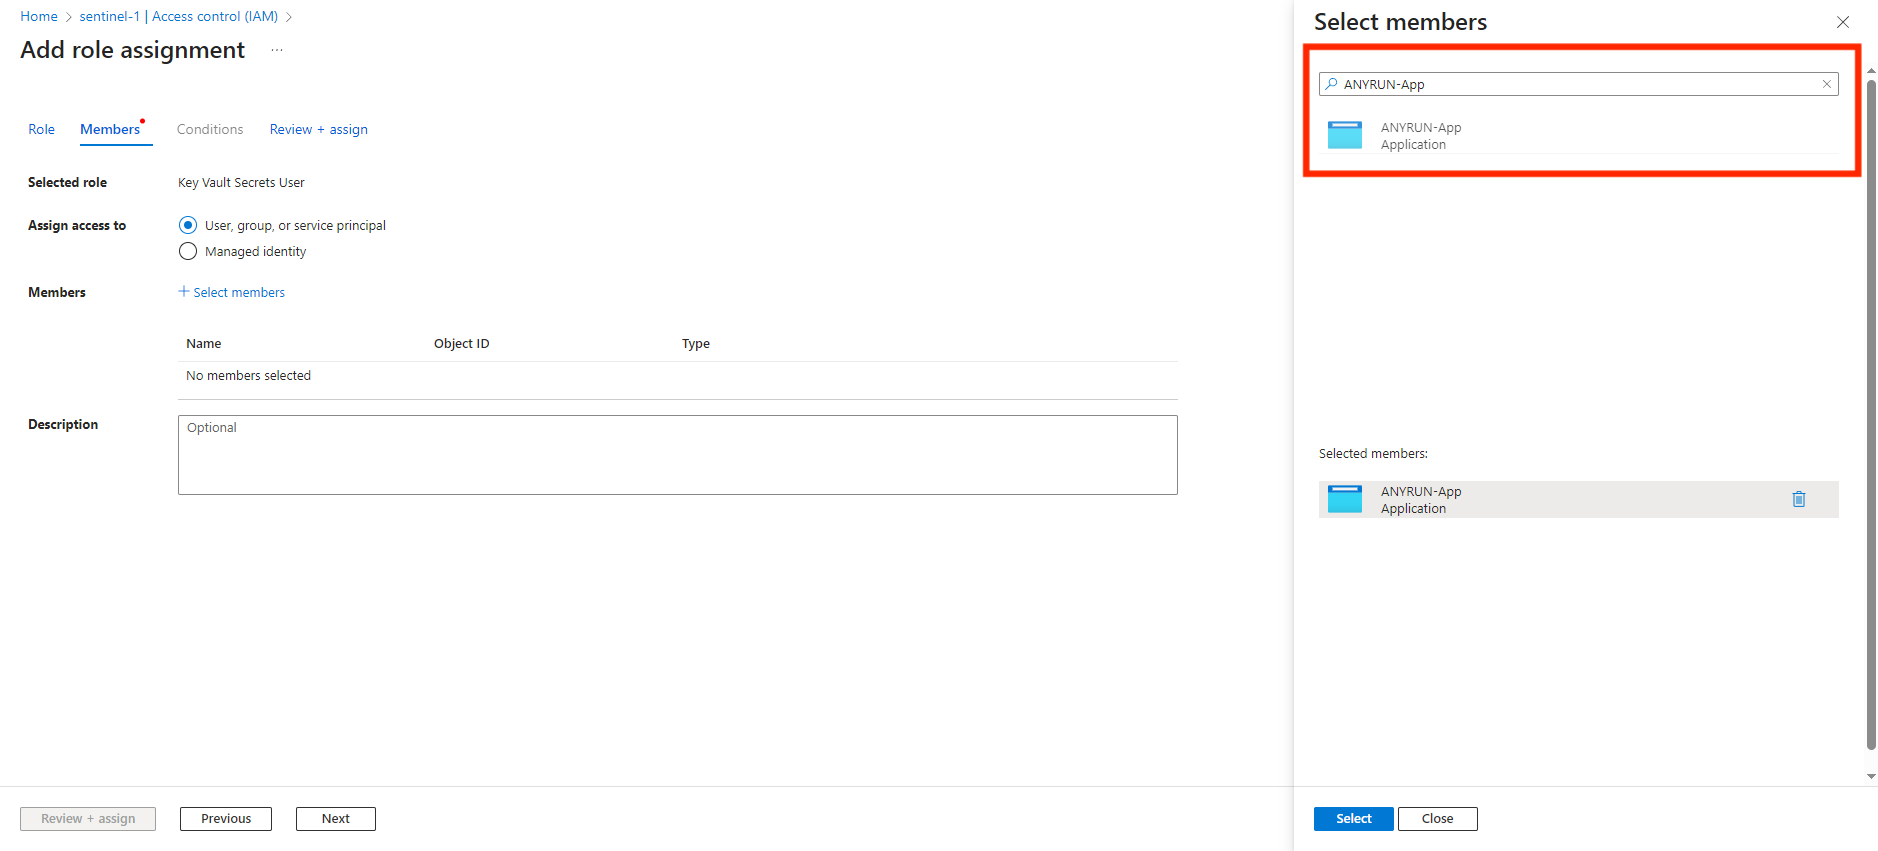 Home > sentinel-1 | Access control (IAM) >
Add role assignment ...
Role Members Conditions Review + assign
Selected role Key Vault Secrets User
Assign access to User, group, or service principal
Managed identity
Members + Select members
Name Object ID Type
No members selected
Description Optional
Review + assign Previous Next
Select members
ANYRUN-App
ANYRUN-App
Application
Selected members:
ANYRUN-App
Application
Select Close